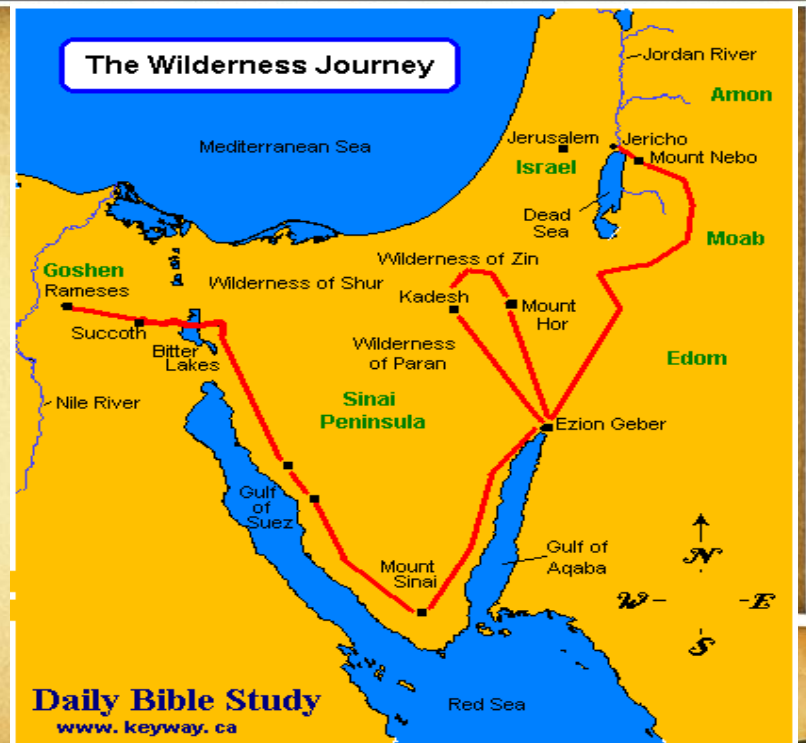 The Wilderness Journey
Jordan River
Amon
Mediterranean Sea
Jerusalem
Jericho
Mount Nebo
Israel
Dead
Sea
Moab
Wilderness of Zin
Goshen
Rameses
Wilderness of Shur
Kadesh
Mount
Hor
Succoth
Bitter
Lakes
Wilderness
of Paran
Edom
Nile River
Sinai
Peninsula
Ezion Geber
Gulf
of
Suez
Gulf of
Aqaba
Mount
Sinai
N
W
E
S
Daily Bible Study
www.keyway.ca
Red Sea